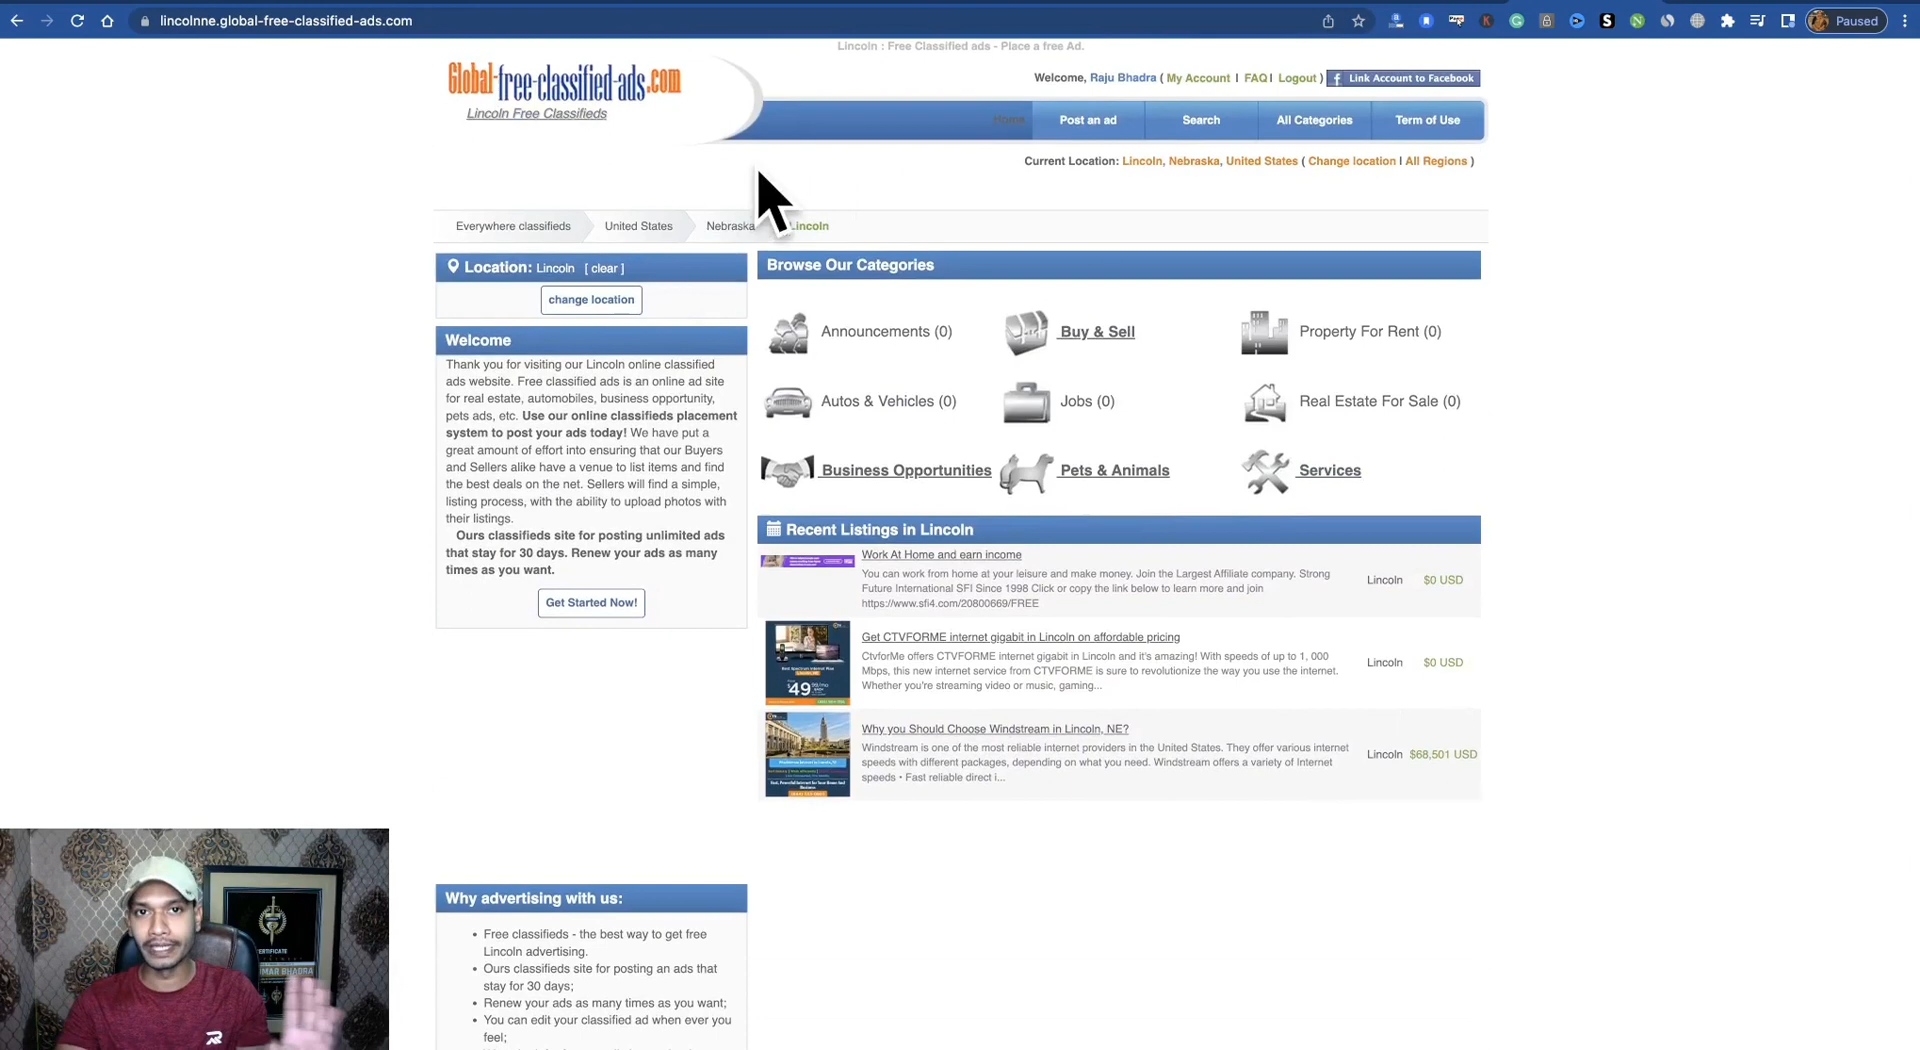 lincolnne.global-free-classified-ads.com
Paused
Lincoln : Free Classified ads - Place a free Ad.
Global-free-classified-ads.com
Lincoln Free Classifieds
Welcome, Raju Bhadra ( My Account | FAQ | Logout ) Link Account to Facebook
Home Post an ad Search All Categories Term of Use
Current Location: Lincoln, Nebraska, United States ( Change location | All Regions )
Everywhere classifieds United States Nebraska Lincoln
Location: Lincoln [ clear ]
change location
Welcome
Thank you for visiting our Lincoln online classified
ads website. Free classified ads is an online ad site
for real estate, automobiles, business opportunity,
pets ads, etc. Use our online classifieds placement
system to post your ads today! We have put a
great amount of effort into ensuring that our Buyers
and Sellers alike have a venue to list items and find
the best deals on the net. Sellers will find a simple,
listing process, with the ability to upload photos with
their listings.
Ours classifieds site for posting unlimited ads
that stay for 30 days. Renew your ads as many
times as you want.
Get Started Now!
Browse Our Categories
Announcements (0) Buy & Sell Property For Rent (0)
Autos & Vehicles (0) Jobs (0) Real Estate For Sale (0)
Business Opportunities Pets & Animals Services
Recent Listings in Lincoln
Work At Home and earn income
You can work from home at your leisure and make money. Join the Largest Affiliate company. Strong
Future International SFI Since 1998 Click or copy the link below to learn more and join
https://www.sfi4.com/20800669/FREE
Lincoln $0 USD
Get CTVFORME internet gigabit in Lincoln on affordable pricing
CtvforMe offers CTVFORME internet gigabit in Lincoln and it's amazing! With speeds of up to 1, 000
Mbps, this new internet service from CTVFORME is sure to revolutionize the way you use the internet.
Whether you're streaming video or music, gaming...
Lincoln $0 USD
$49
Why you Should Choose Windstream in Lincoln, NE?
Windstream is one of the most reliable internet providers in the United States. They offer various internet
speeds with different packages, depending on what you need. Windstream offers a variety of Internet
speeds • Fast reliable direct i...
Lincoln $68,501 USD
Why advertising with us:
• Free classifieds - the best way to get free
Lincoln advertising.
• Ours classifieds site for posting an ads that
stay for 30 days;
• Renew your ads as many times as you want;
• You can edit your classified ad when ever you
feel;